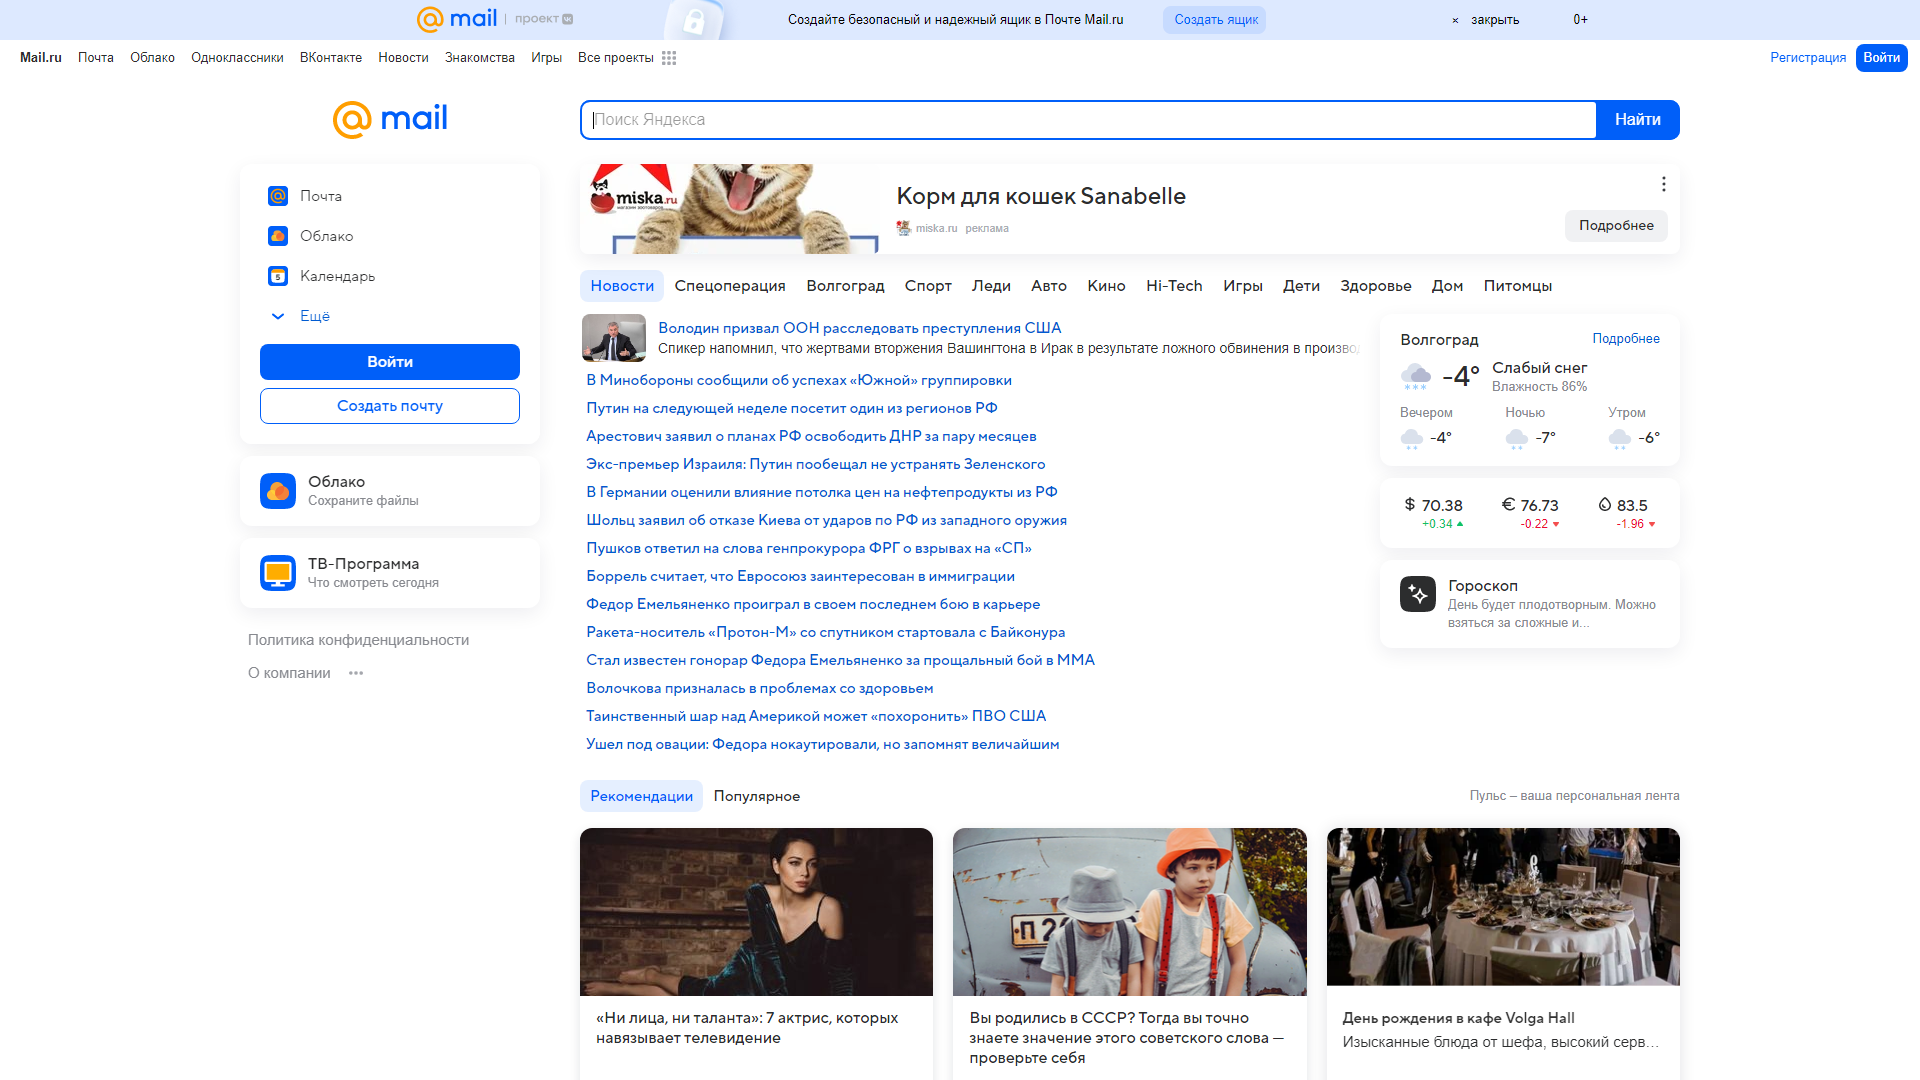 mail | проект
Создайте безопасный и надежный ящик в Почте Mail.ru
Создать ящик
× закрыть
0+
Mail.ru Почта Облако Одноклассники ВКонтакте Новости Знакомства Игры Все проекты
Регистрация Войти
mail
Поиск Яндекса
Найти
Почта
Облако
Календарь
Ещё
Войти
Создать почту
Облако
Сохраните файлы
ТВ-Программа
Что смотреть сегодня
Политика конфиденциальности
О компании
miska.ru
Корм для кошек Sanabelle
miska.ru реклама
Подробнее
Новости Спецоперация Волгоград Спорт Леди Авто Кино Hi-Tech Игры Дети Здоровье Дом Питомцы
Володин призвал ООН расследовать преступления США
Спикер напомнил, что жертвами вторжения Вашингтона в Ирак в результате ложного обвинения в производ
В Минобороны сообщили об успехах «Южной» группировки
Путин на следующей неделе посетит один из регионов РФ
Арестович заявил о планах РФ освободить ДНР за пару месяцев
Экс-премьер Израиля: Путин пообещал не устранять Зеленского
В Германии оценили влияние потолка цен на нефтепродукты из РФ
Шольц заявил об отказе Киева от ударов по РФ из западного оружия
Пушков ответил на слова генпрокурора ФРГ о взрывах на «СП»
Боррель считает, что Евросоюз заинтересован в иммиграции
Федор Емельяненко проиграл в своем последнем бою в карьере
Ракета-носитель «Протон-М» со спутником стартовала с Байконура
Стал известен гонорар Федора Емельяненко за прощальный бой в ММА
Волочкова призналась в проблемах со здоровьем
Таинственный шар над Америкой может «похоронить» ПВО США
Ушел под овации: Федора нокаутировали, но запомнят величайшим
Волгоград Подробнее
-4° Слабый снег
Влажность 86%
Вечером Ночью Утром
-4° -7° -6°
$ 70.38 € 76.73 83.5
+0.34 -0.22 -1.96
Гороскоп
День будет плодотворным. Можно
взяться за сложные и...
Рекомендации Популярное
Пульс – ваша персональная лента
«Ни лица, ни таланта»: 7 актрис, которых
навязывает телевидение
Вы родились в СССР? Тогда вы точно
знаете значение этого советского слова —
проверьте себя
День рождения в кафе Volga Hall
Изысканные блюда от шефа, высокий серв...